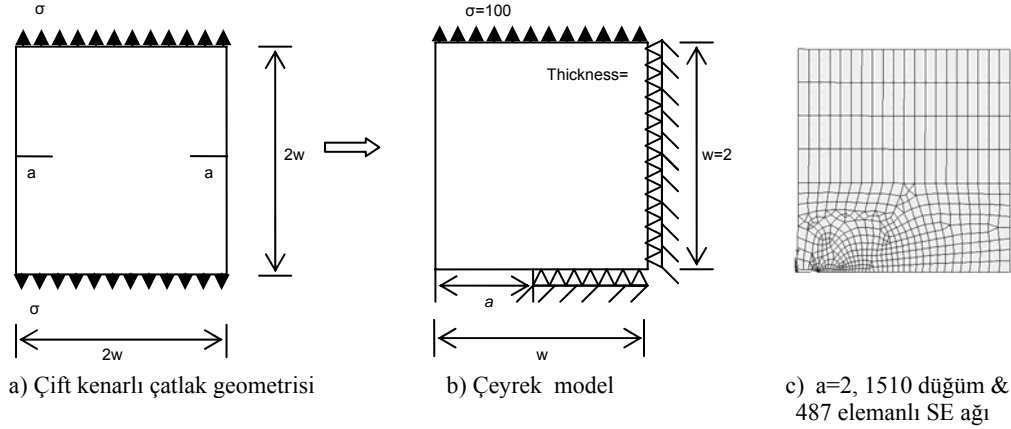 σ
2w
a
a
σ
2w
a) Çift kenarlı çatlak geometrisi
σ=100
Thickness=
w=2
a
w
b) Çeyrek model
c) a=2, 1510 düğüm &
487 elemanlı SE ağı